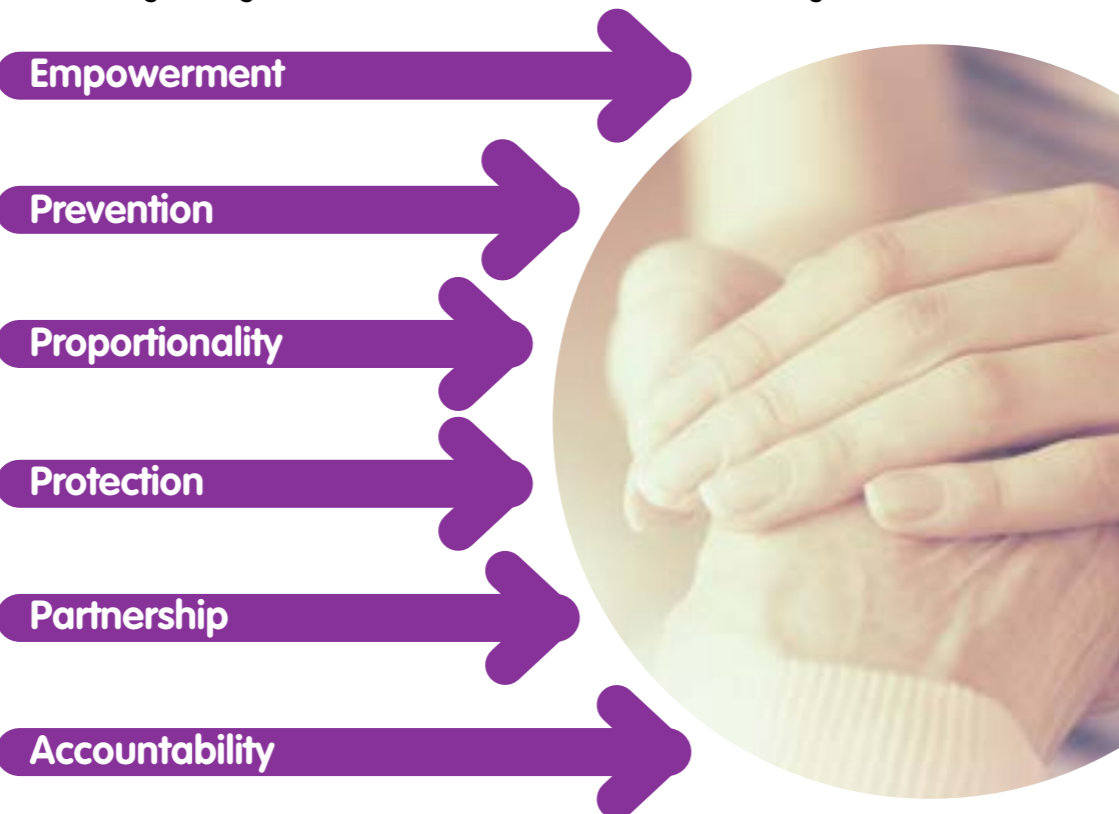 Empowerment
Prevention
Proportionality
Protection
Partnership
Accountability